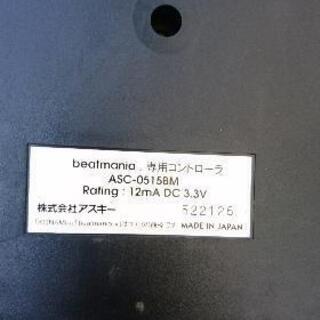 beatmania 専用コントローラ
ASC-0515BM
Rating : 12mA DC 3.3V
株式会社アスキー 522126
MADE IN JAPAN